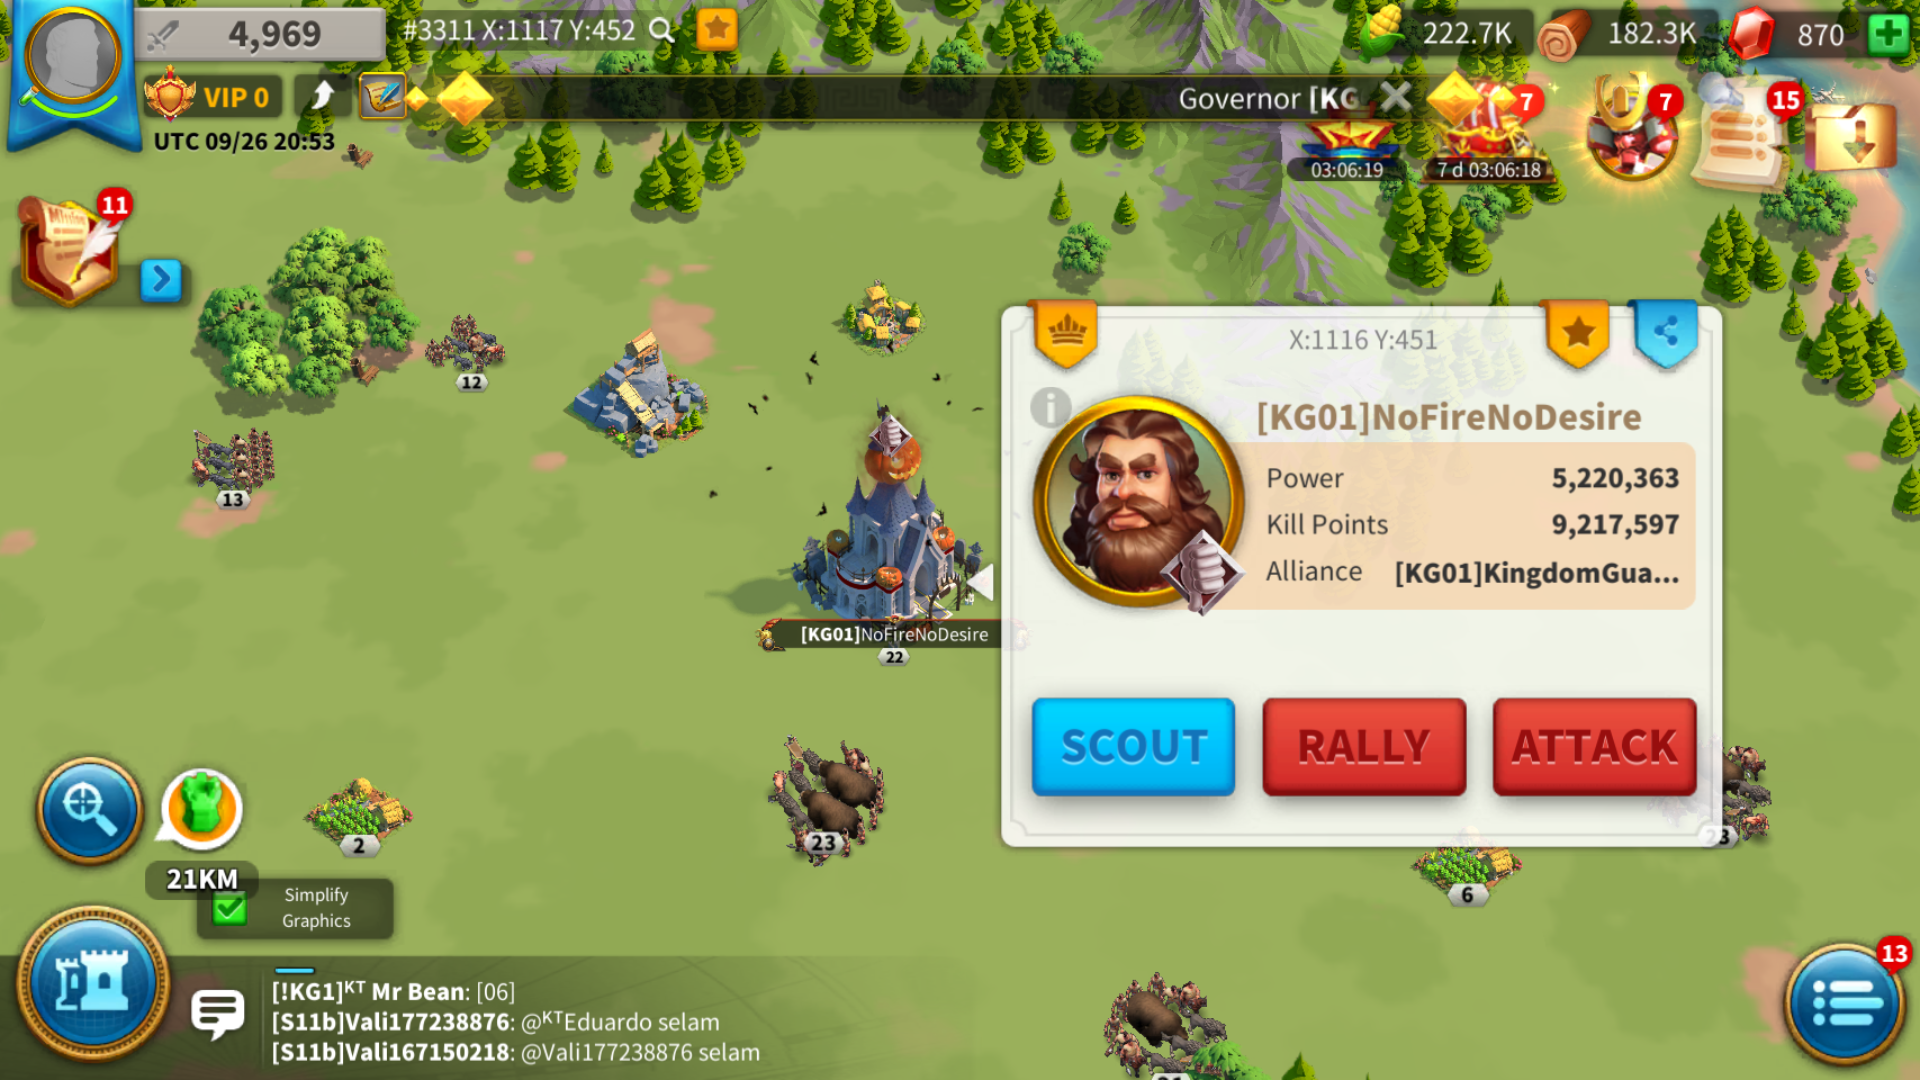 4,969
#3311 X:1117 Y:452
222.7K
182.3K
870
VIP 0
Governor [KG
UTC 09/26 20:53
03:06:19
7
7 d 03:06:18
7
15
Mission
11
12
13
X:1116 Y:451
[KG01]NoFireNoDesire
Power 5,220,363
Kill Points 9,217,597
Alliance [KG01]KingdomGua...
[KG01]NoFireNoDesire
22
SCOUT
RALLY
ATTACK
23
23
2
6
21KM
Simplify
Graphics
13
[!KG1]ᴷᵀ Mr Bean: [06]
[S11b]Vali177238876: @ᴷᵀEduardo selam
[S11b]Vali167150218: @Vali177238876 selam